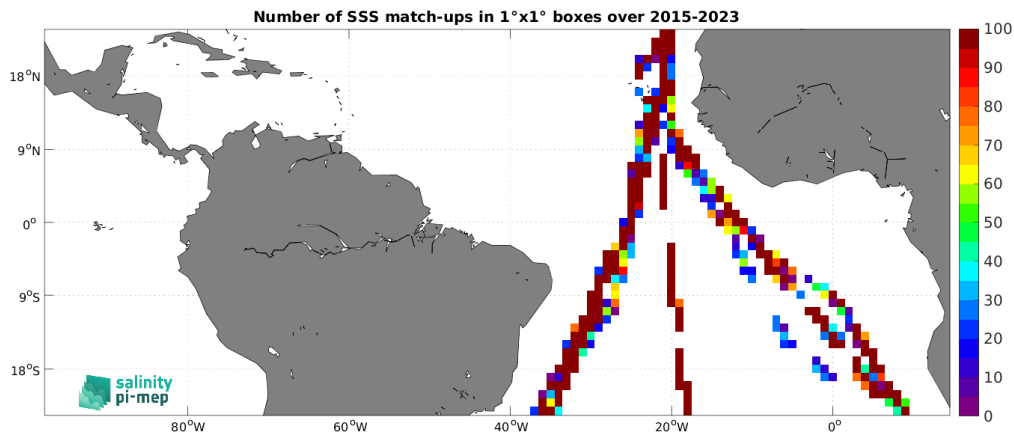 Number of SSS match-ups in 1°x1° boxes over 2015-2023
18°N
9°N
0°
9°S
18°S
80°W
60°W
40°W
20°W
0°
100
90
80
70
60
50
40
30
20
10
0
salinity
pi-mep